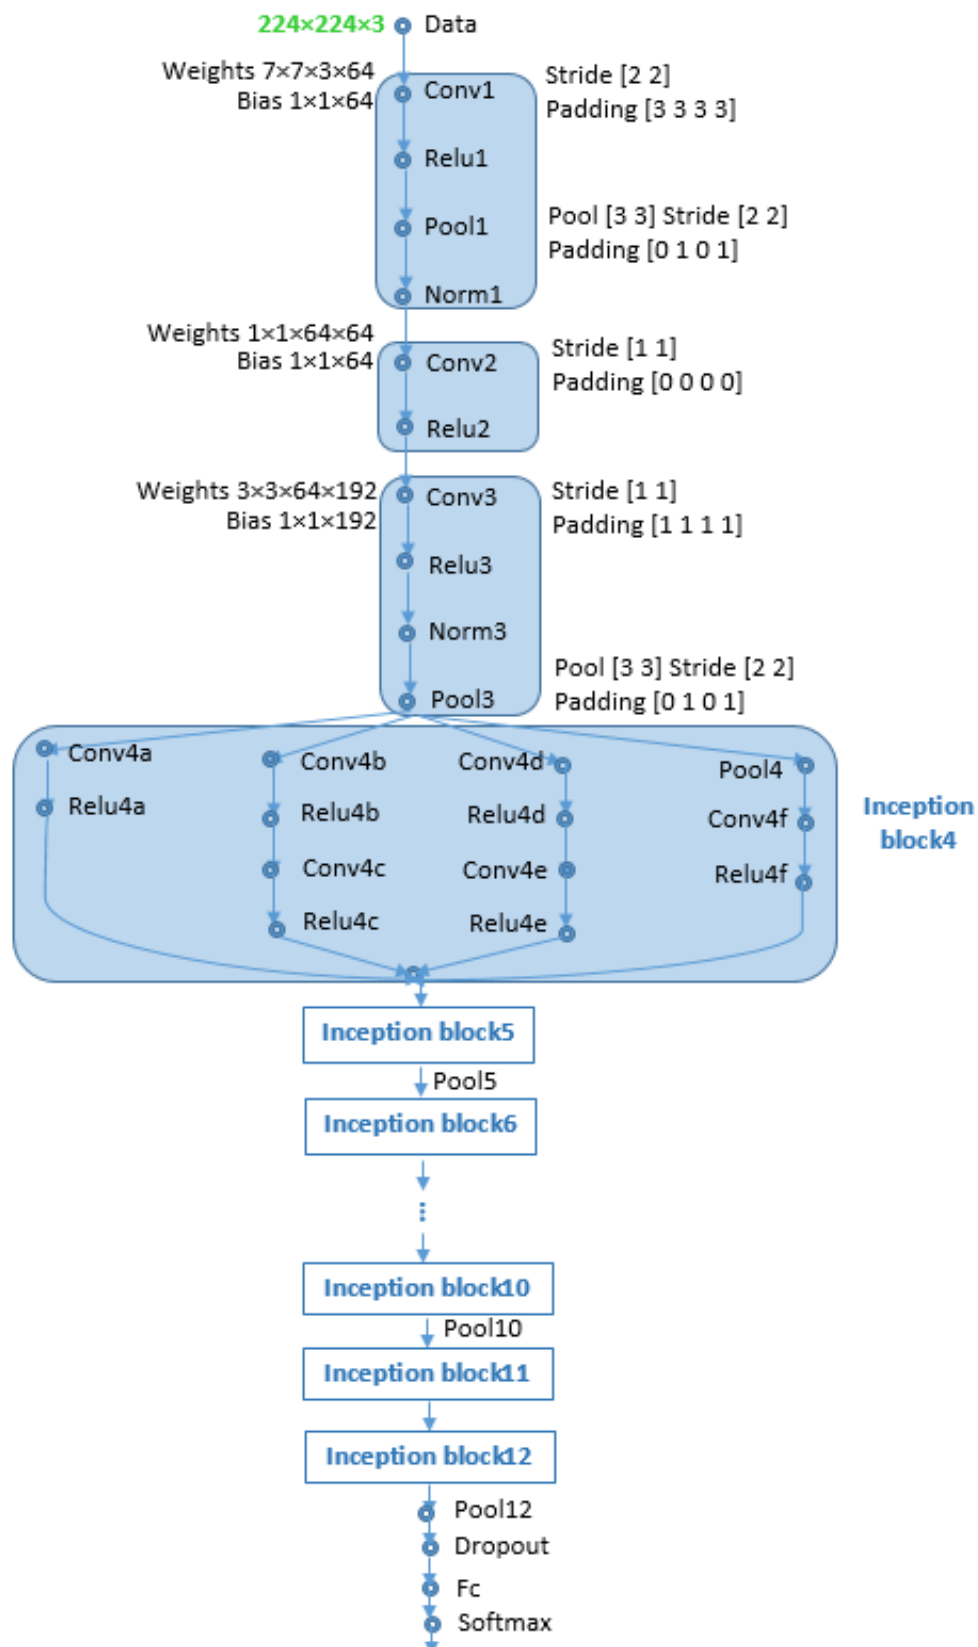 224×224×3 Data
Weights 7×7×3×64
Bias 1×1×64
Conv1
Stride [2 2]
Padding [3 3 3 3]
Relu1
Pool1
Pool [3 3] Stride [2 2]
Padding [0 1 0 1]
Norm1
Weights 1×1×64×64
Bias 1×1×64
Conv2
Stride [1 1]
Padding [0 0 0 0]
Relu2
Weights 3×3×64×192
Bias 1×1×192
Conv3
Stride [1 1]
Padding [1 1 1 1]
Relu3
Norm3
Pool [3 3] Stride [2 2]
Padding [0 1 0 1]
Pool3
Conv4a
Relu4a
Conv4b
Relu4b
Conv4c
Relu4c
Conv4d
Relu4d
Conv4e
Relu4e
Pool4
Conv4f
Relu4f
Inception
block4
Inception block5
Pool5
Inception block6
Inception block10
Pool10
Inception block11
Inception block12
Pool12
Dropout
Fc
Softmax